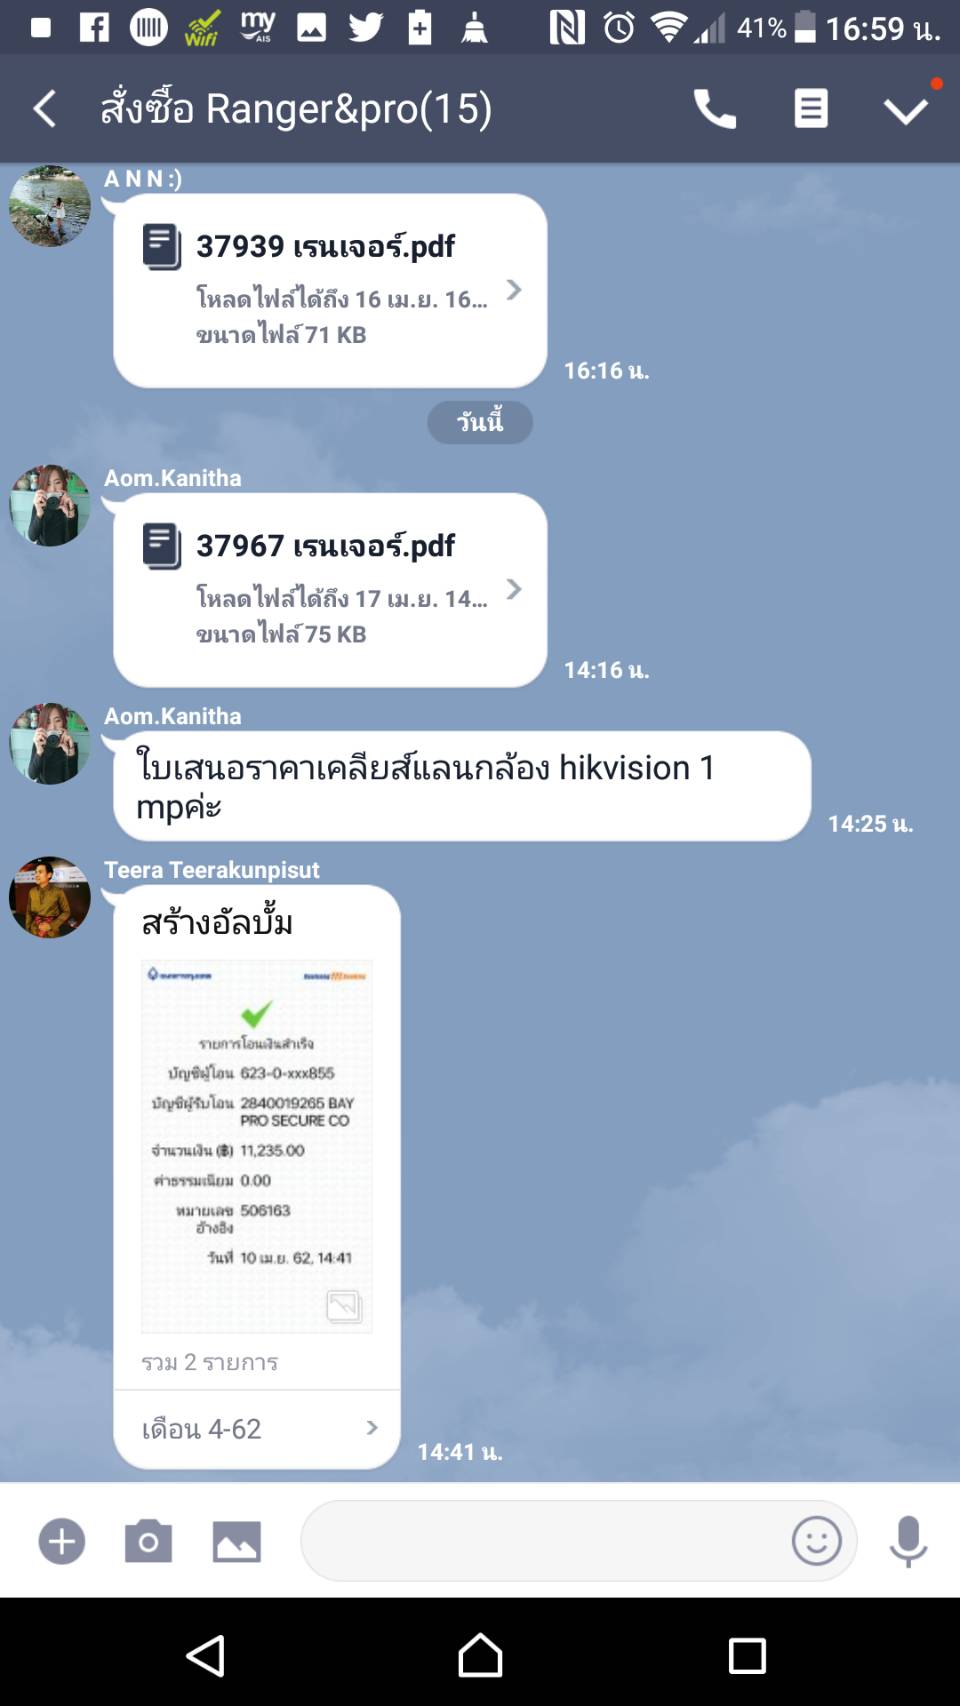 my
AIS
Wifi
41%
16:59 น.
สั่งซื้อ Ranger&pro(15)
A N N :)
37939 เรนเจอร์.pdf
โหลดไฟล์ได้ถึง 16 เม.ย. 16...
ขนาดไฟล์ 71 KB
16:16 น.
วันนี้
Aom.Kanitha
37967 เรนเจอร์.pdf
โหลดไฟล์ได้ถึง 17 เม.ย. 14...
ขนาดไฟล์ 75 KB
14:16 น.
Aom.Kanitha
ใบเสนอราคาเคลียส์แลนกล้อง hikvision 1
mpค่ะ
14:25 น.
Teera Teerakunpisut
สร้างอัลบั้ม
รายการโอนเงินสำเร็จ
บัญชีผู้โอน 623-0-xxx855
บัญชีผู้รับโอน 2840019265 BAY
PRO SECURE CO
จำนวนเงิน (฿) 11,235.00
ค่าธรรมเนียม 0.00
หมายเลข 506163
อ้างอิง
วันที่ 10 เม.ย. 62, 14:41
รวม 2 รายการ
เดือน 4-62
14:41 น.